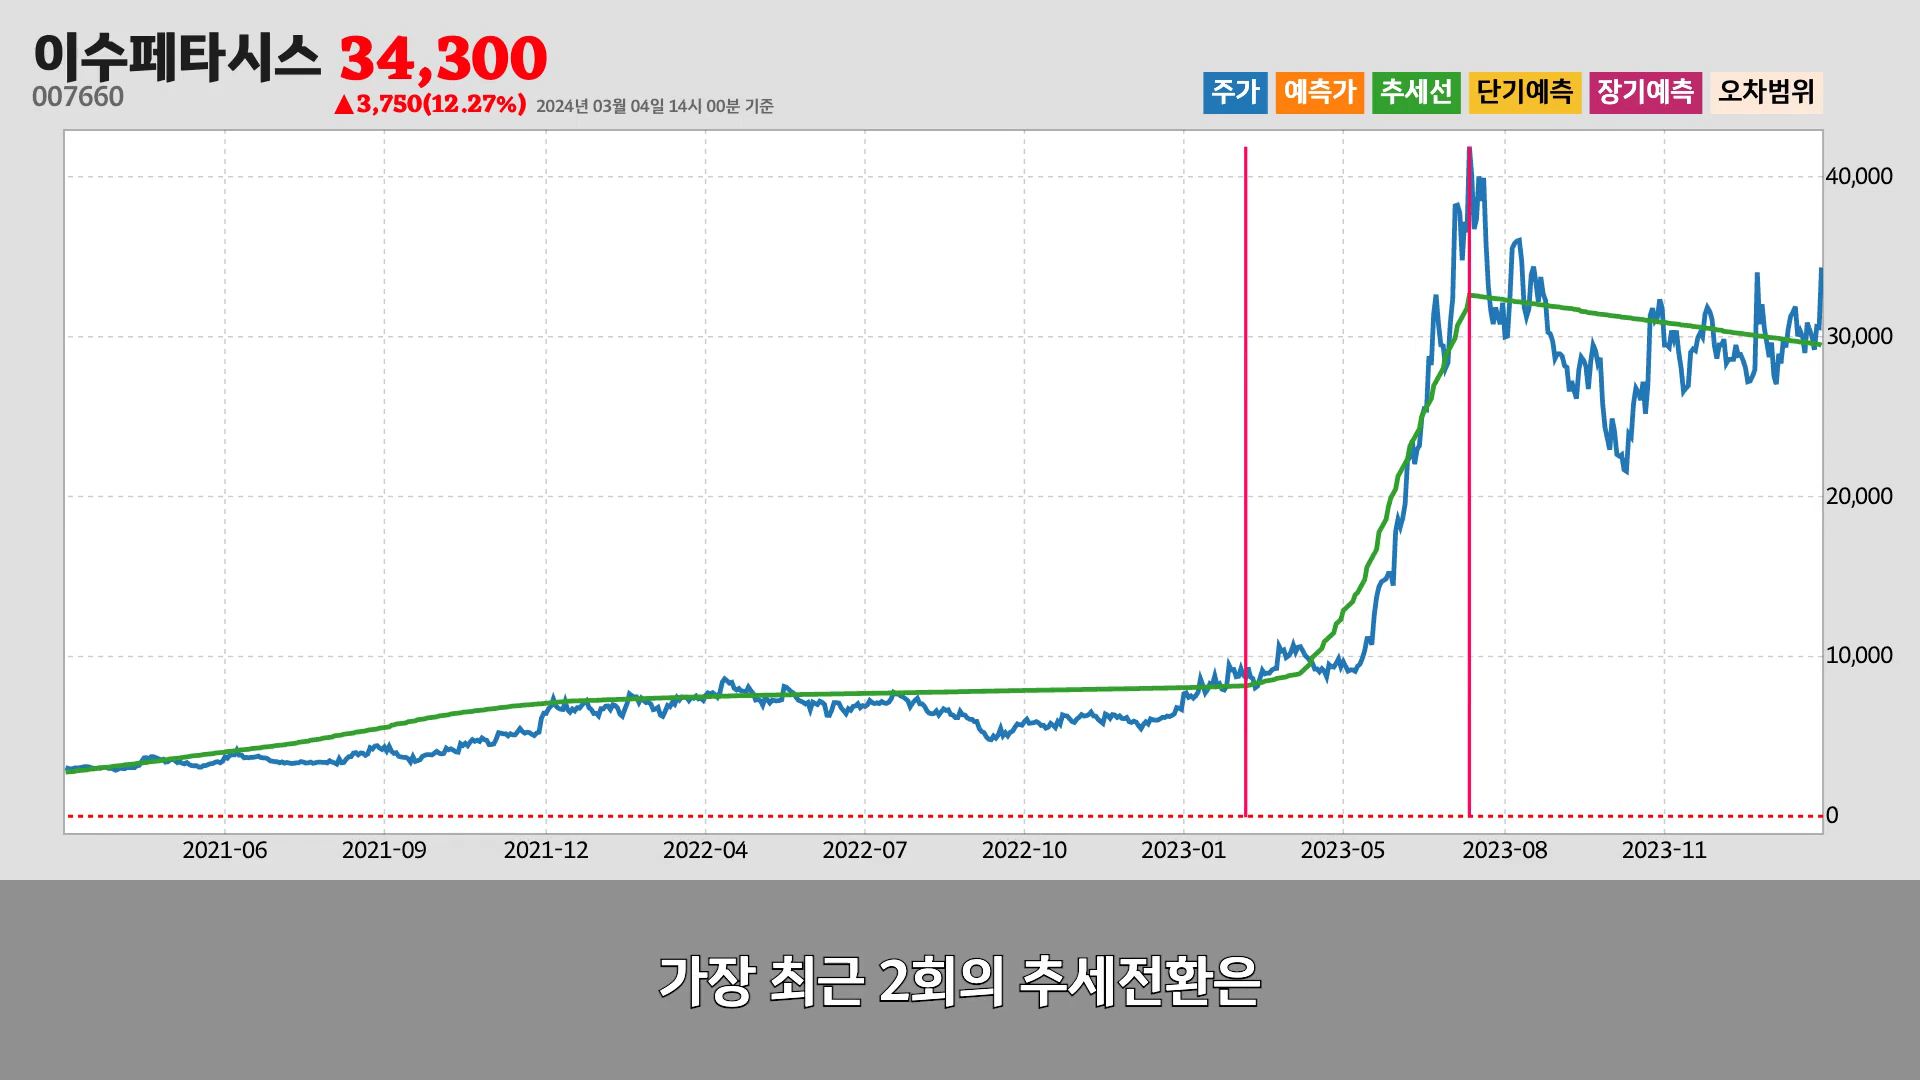 이수페타시스 34,300
007660
▲3,750(12.27%) 2024년 03월 04일 14시 00분 기준
주가 예측가 추세선 단기예측 장기예측 오차범위
40,000
30,000
20,000
10,000
0
2021-06 2021-09 2021-12 2022-04 2022-07 2022-10 2023-01 2023-05 2023-08 2023-11
가장 최근 2회의 추세전환은